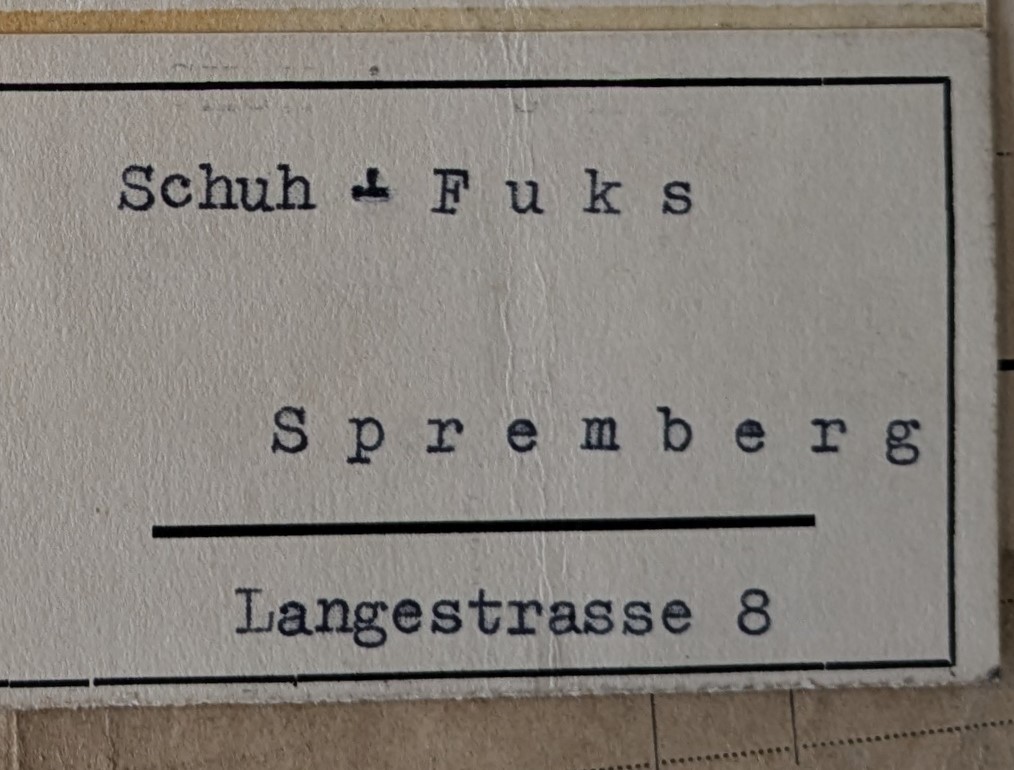 Schuh - F u k s
S p r e m b e r g
Langestrasse 8